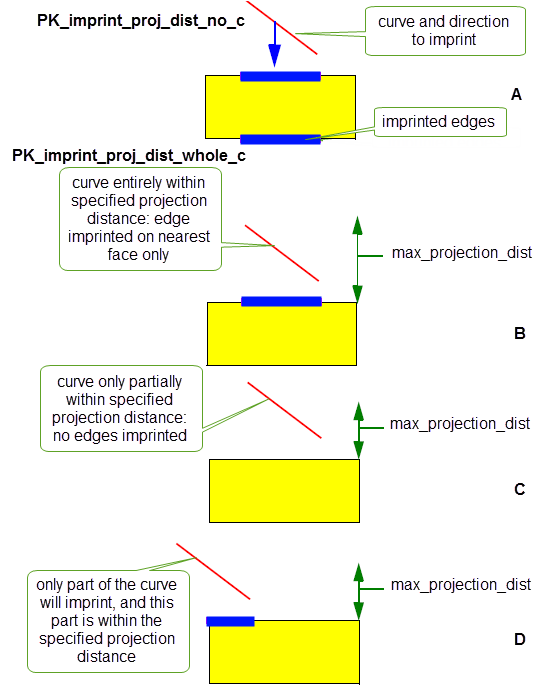 PK_imprint_proj_dist_no_c
curve and direction
to imprint
A
imprinted edges
PK_imprint_proj_dist_whole_c
curve entirely within
specified projection
distance: edge
imprinted on nearest
face only
max_projection_dist
B
curve only partially
within specified
projection distance:
no edges imprinted
max_projection_dist
C
only part of the curve
will imprint, and this
part is within the
specified projection
distance
max_projection_dist
D